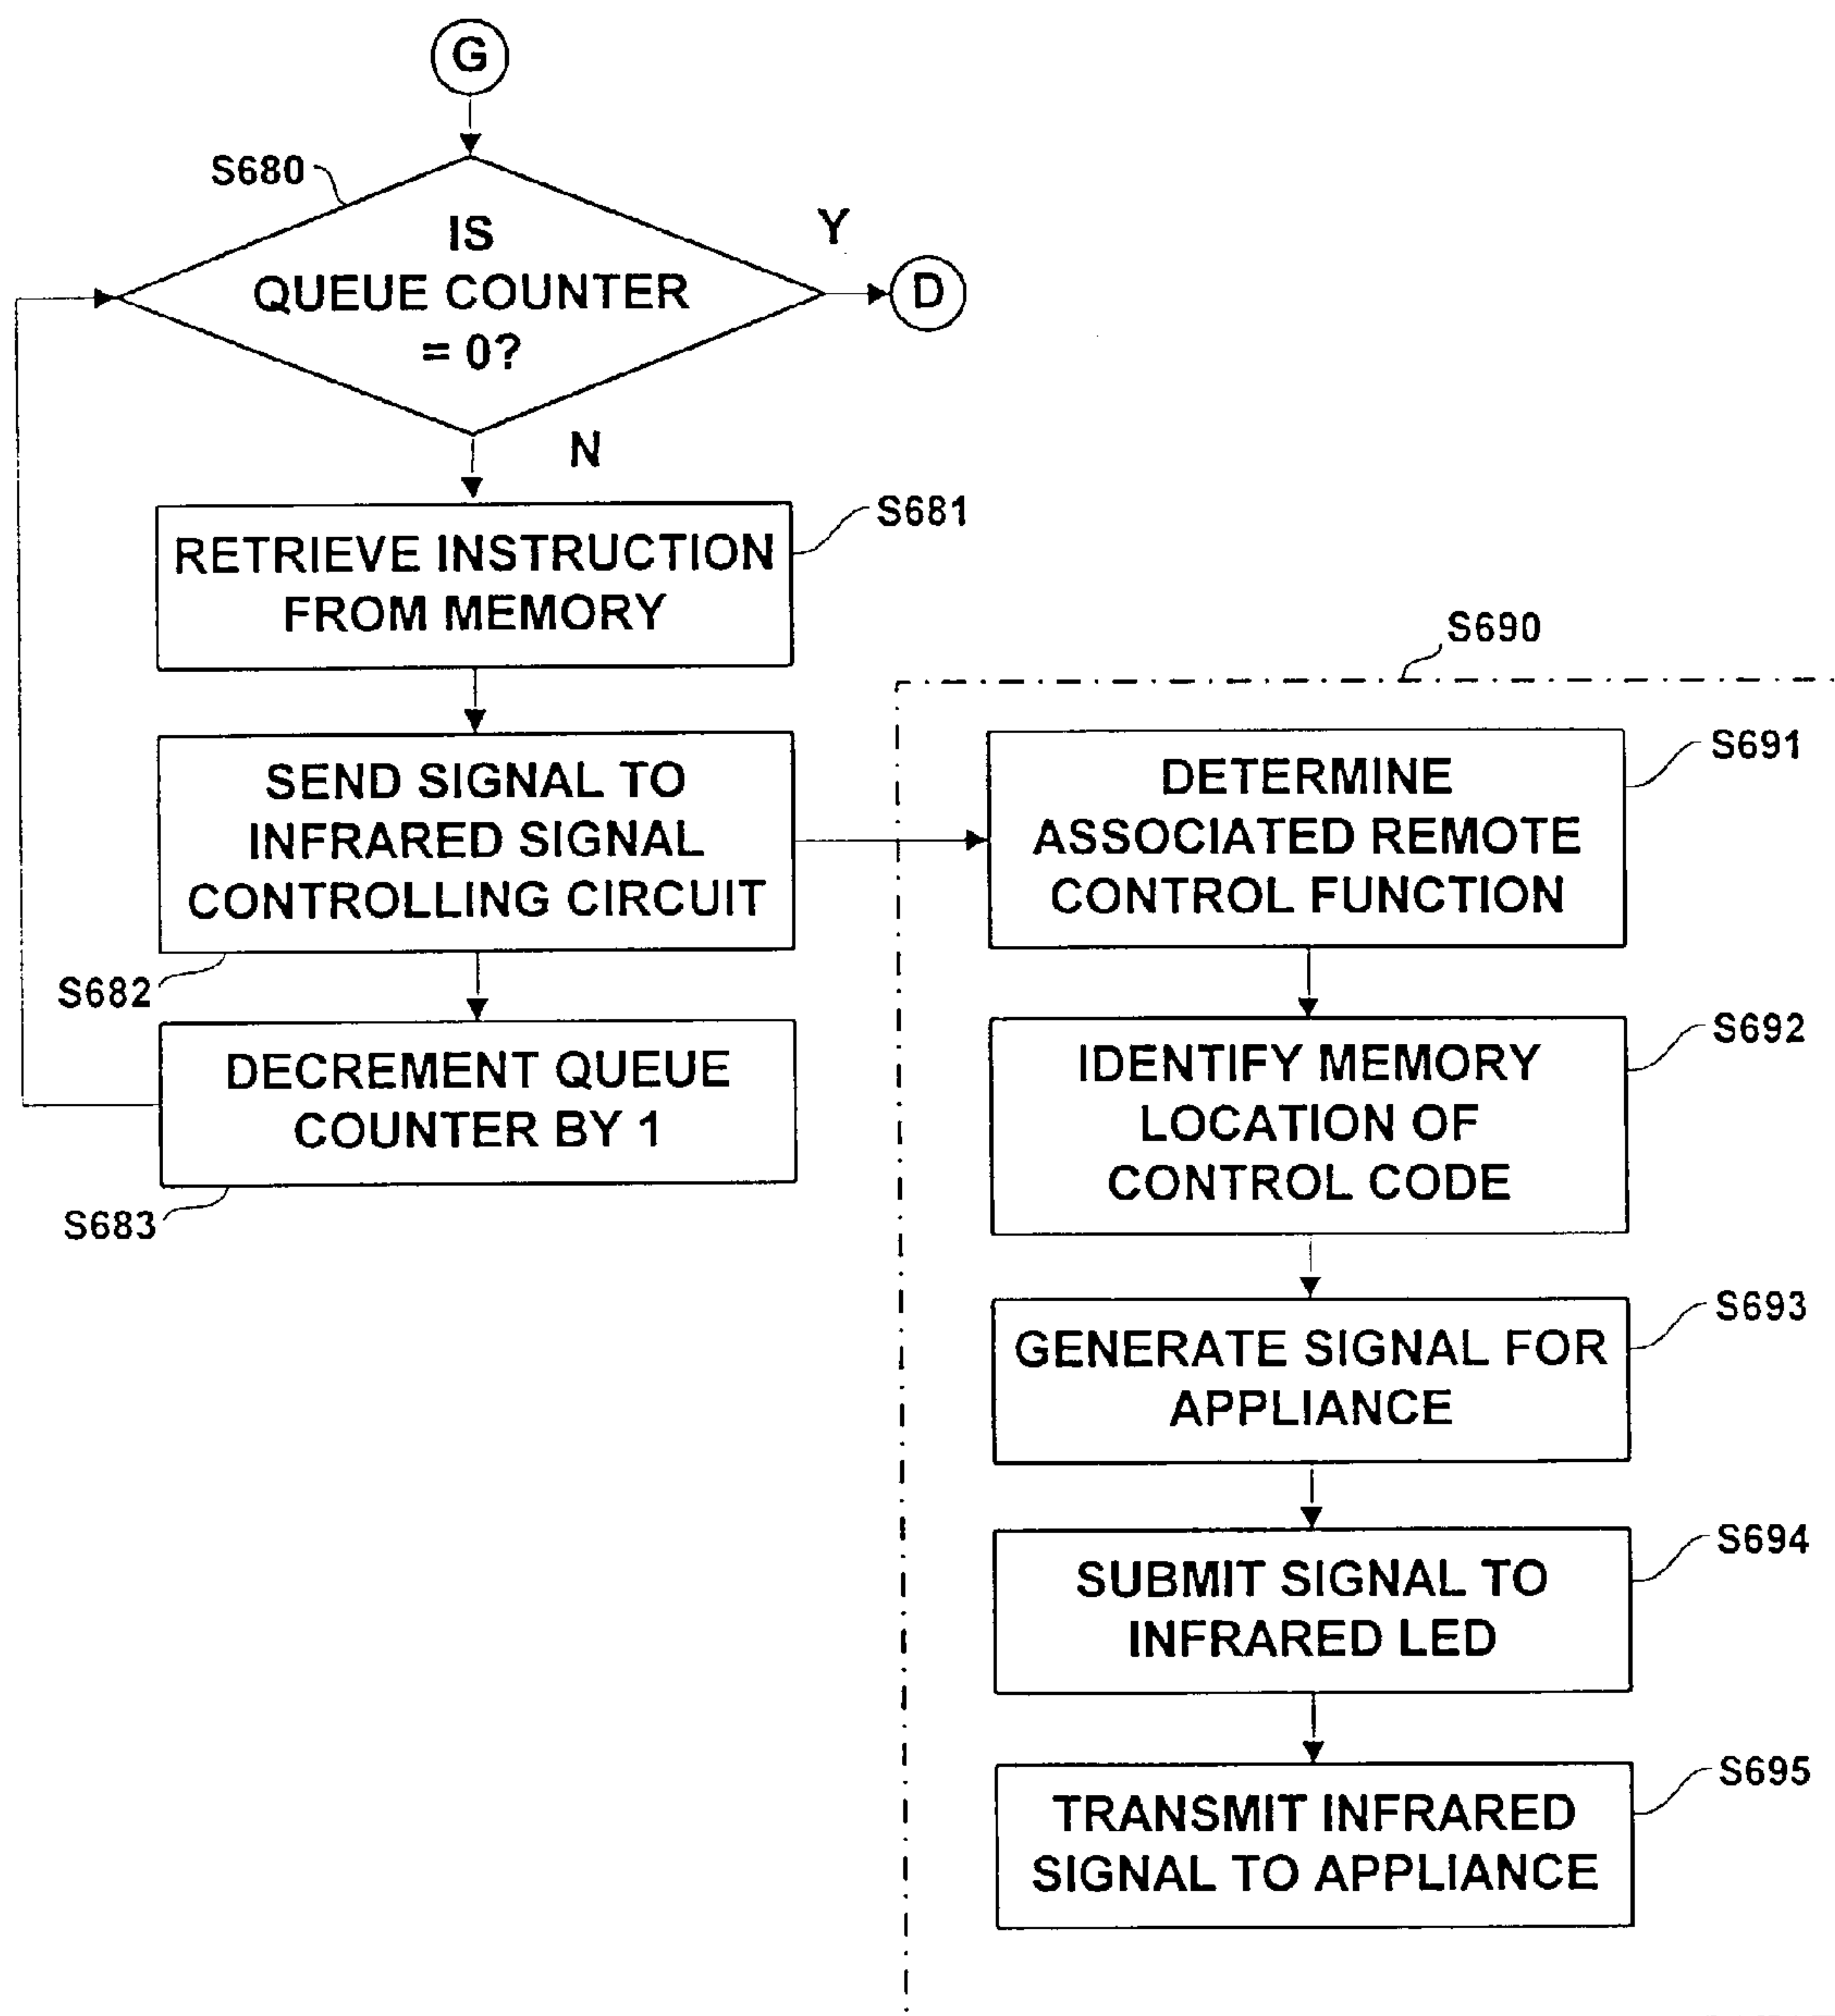 G
S680
IS
QUEUE COUNTER
= 0?
Y
D
N
S681
RETRIEVE INSTRUCTION
FROM MEMORY
SEND SIGNAL TO
INFRARED SIGNAL
CONTROLLING CIRCUIT
S682
DECREMENT QUEUE
COUNTER BY 1
S683
S690
S691
DETERMINE
ASSOCIATED REMOTE
CONTROL FUNCTION
S692
IDENTIFY MEMORY
LOCATION OF
CONTROL CODE
S693
GENERATE SIGNAL FOR
APPLIANCE
S694
SUBMIT SIGNAL TO
INFRARED LED
S695
TRANSMIT INFRARED
SIGNAL TO APPLIANCE